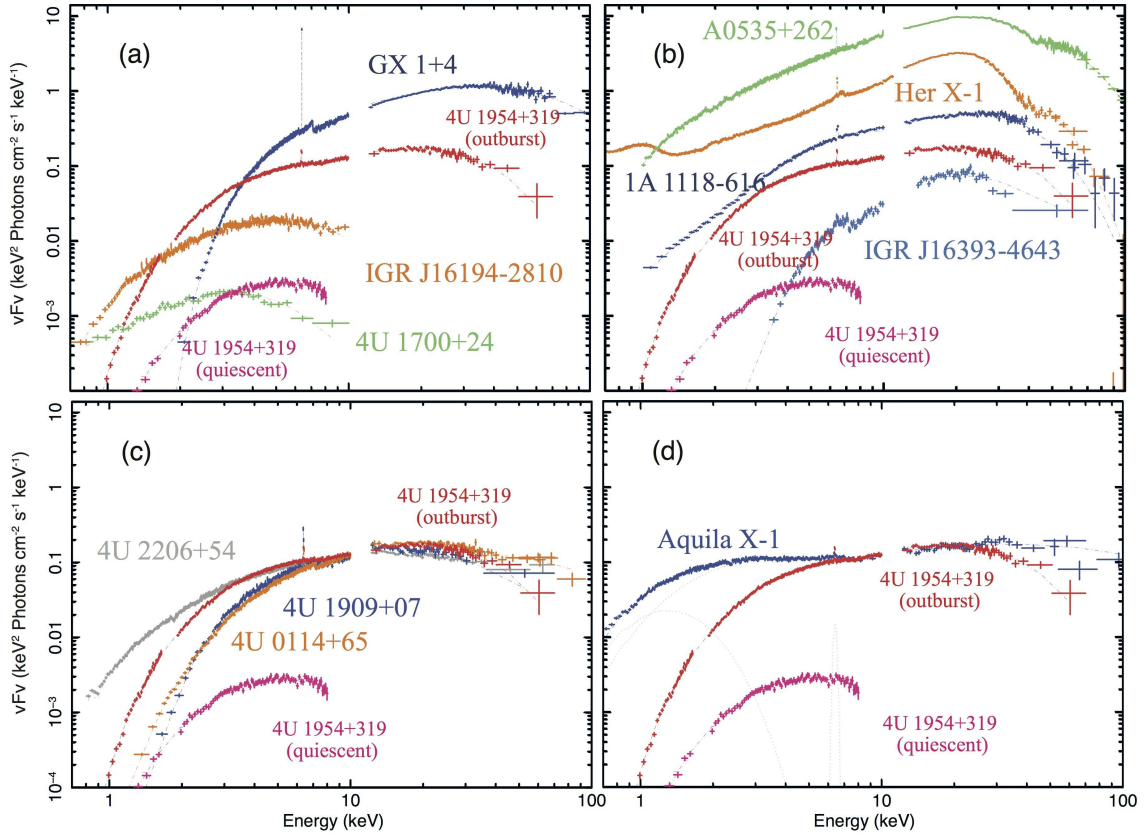 (a)
GX 1+4
4U 1954+319
(outburst)
IGR J16194-2810
4U 1700+24
4U 1954+319
(quiescent)
10
1
0.1
0.01
10⁻³
νFν (keV² Photons cm⁻² s⁻¹ keV⁻¹)
(b)
A0535+262
Her X-1
1A 1118-616
4U 1954+319
(outburst)
IGR J16393-4643
4U 1954+319
(quiescent)
(c)
4U 2206+54
4U 1954+319
(outburst)
4U 1909+07
4U 0114+65
4U 1954+319
(quiescent)
10
1
0.1
0.01
10⁻³
10⁻⁴
νFν (keV² Photons cm⁻² s⁻¹ keV⁻¹)
1
10
100
Energy (keV)
(d)
Aquila X-1
4U 1954+319
(outburst)
4U 1954+319
(quiescent)
1
10
100
Energy (keV)